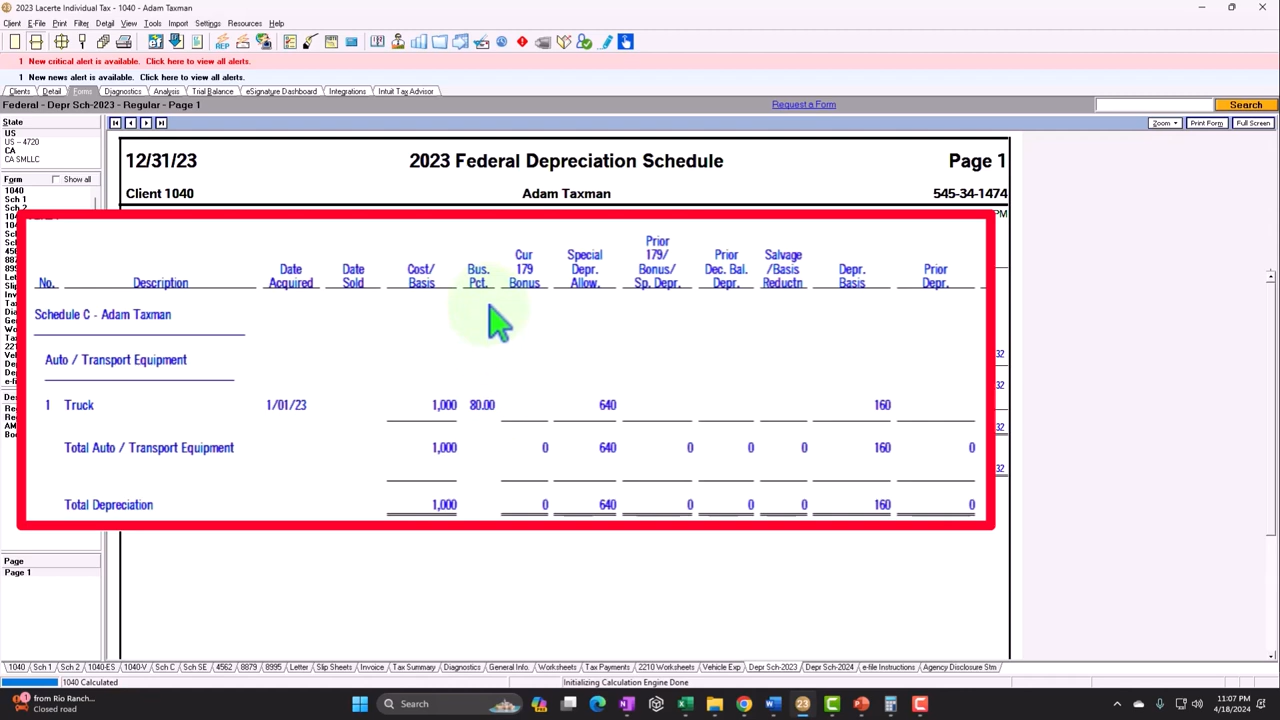 2023 Lacerte Individual Tax - 1040 - Adam Taxman
Client E-File Print Filter Detail View Tools Import Settings Resources Help
1 New critical alert is available. Click here to view all alerts.
1 New news alert is available. Click here to view all alerts.
Clients Detail Forms Diagnostics Analysis Trial Balance eSignature Dashboard Integrations Intuit Tax Advisor
Federal - Depr Sch-2023 - Regular - Page 1 Request a Form Search
State Zoom Print Form Full Screen
US
US - 4720
CA
CA SMLLC
Form Show all
1040
Sch 1
Sch 2
12/31/23 2023 Federal Depreciation Schedule Page 1
Client 1040 Adam Taxman 545-34-1474
PM
No. Description Date Acquired Date Sold Cost/ Basis Bus. Pct. Cur 179 Bonus Special Depr. Allow. Prior 179/ Bonus/ Sp. Depr. Prior Dec. Bal. Depr. Salvage /Basis Reductn Depr. Basis Prior Depr.
Schedule C - Adam Taxman
Auto / Transport Equipment
1 Truck 1/01/23 1,000 80.00 640 160
Total Auto / Transport Equipment 1,000 0 640 0 0 0 160 0
Total Depreciation 1,000 0 640 0 0 0 160 0
32
32
32
32
Page
Page 1
1040 Sch 1 Sch 2 1040-ES 1040-V Sch C Sch SE 4562 8879 8995 Letter Slip Sheets Invoice Tax Summary Diagnostics General Info. Worksheets Tax Payments 2210 Worksheets Vehicle Exp Depr Sch-2023 Depr Sch-2024 e-file Instructions Agency Disclosure Stm
1040 Calculated Initializing Calculation Engine Done
from Rio Ranch...
Closed road
Search
11:07 PM
4/18/2024